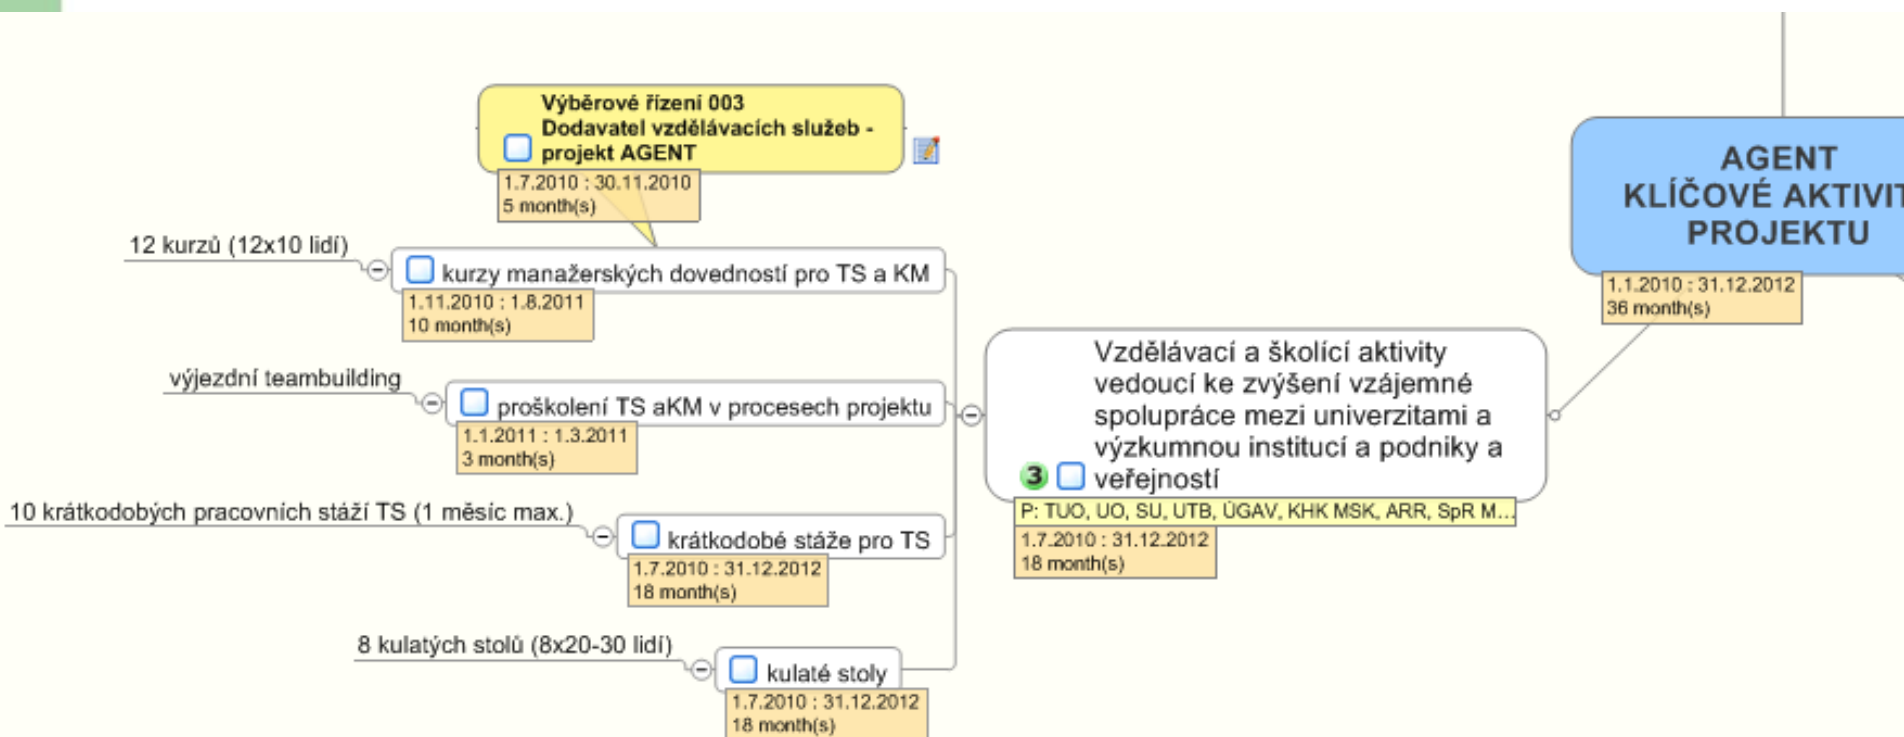 Výběrové řízení 003
Dodavatel vzdělávacích služeb -
projekt AGENT
1.7.2010 : 30.11.2010
5 month(s)
12 kurzů (12x10 lidí)
kurzy manažerských dovedností pro TS a KM
1.11.2010 : 1.8.2011
10 month(s)
výjezdní teambuilding
proškolení TS aKM v procesech projektu
1.1.2011 : 1.3.2011
3 month(s)
10 krátkodobých pracovních stáží TS (1 měsíc max.)
krátkodobé stáže pro TS
1.7.2010 : 31.12.2012
18 month(s)
8 kulatých stolů (8x20-30 lidí)
kulaté stoly
1.7.2010 : 31.12.2012
18 month(s)
Vzdělávací a školící aktivity
vedoucí ke zvýšení vzájemné
spolupráce mezi univerzitami a
výzkumnou institucí a podniky a
3 veřejností
P: TUO, UO, SU, UTB, ÚGAV, KHK MSK, ARR, SpR M...
1.7.2010 : 31.12.2012
18 month(s)
AGENT
KLÍČOVÉ AKTIVIT
PROJEKTU
1.1.2010 : 31.12.2012
36 month(s)